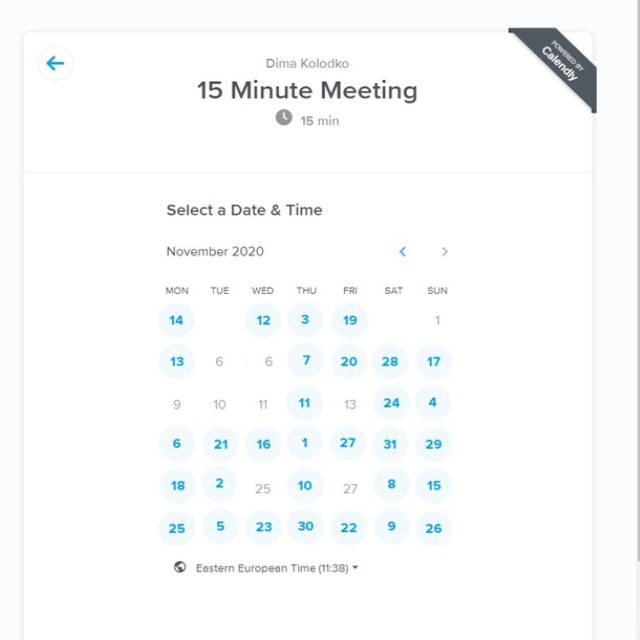 POWERED BY
Calendly
Dima Kolodko
15 Minute Meeting
15 min
Select a Date & Time
November 2020
MON TUE WED THU FRI SAT SUN
14 12 3 19 1
13 6 6 7 20 28 17
9 10 11 11 13 24 4
6 21 16 1 27 31 29
18 2 25 10 27 8 15
25 5 23 30 22 9 26
Eastern European Time (11:38)